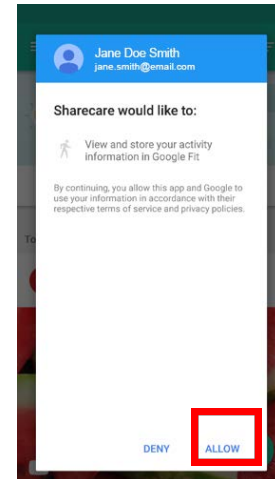 Jane Doe Smith
jane.smith@email.com
Sharecare would like to:
View and store your activity
information in Google Fit
By continuing, you allow this app and Google to
use your information in accordance with their
respective terms of service and privacy policies.
To
DENY ALLOW